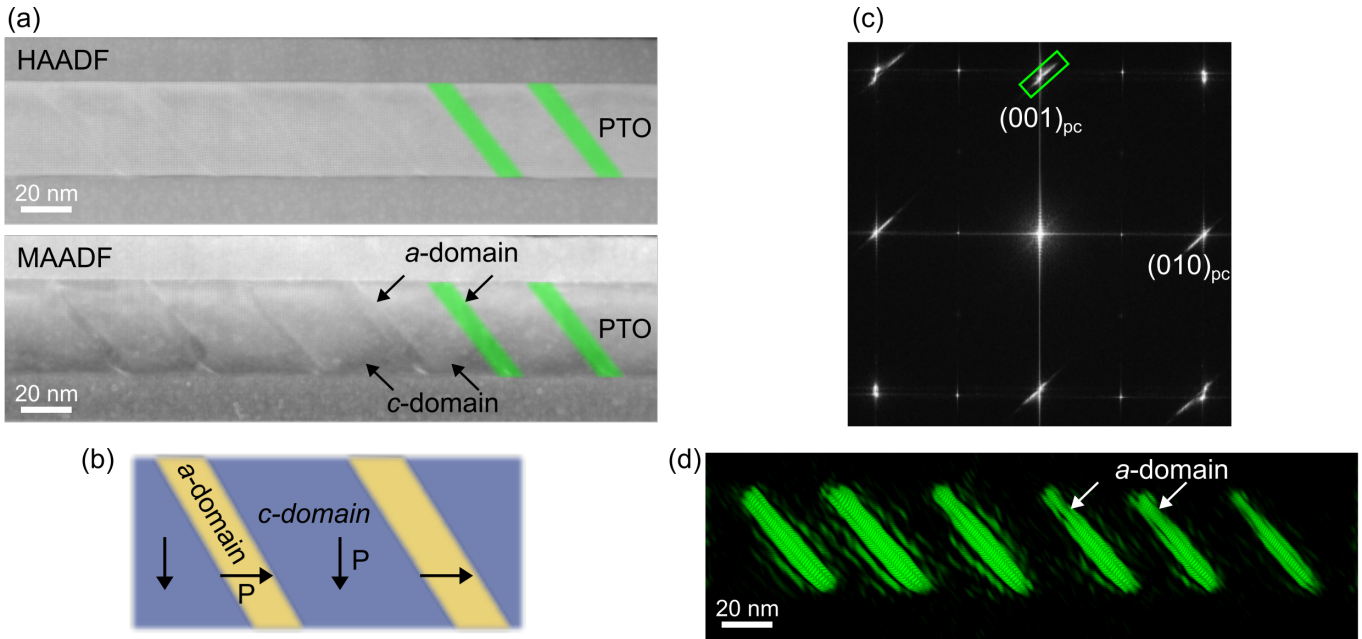 (a)
HAADF
PTO
20 nm
MAADF
a-domain
PTO
c-domain
20 nm
(b)
a-domain
c-domain
P
P
(c)
(001)pc
(010)pc
(d)
a-domain
20 nm